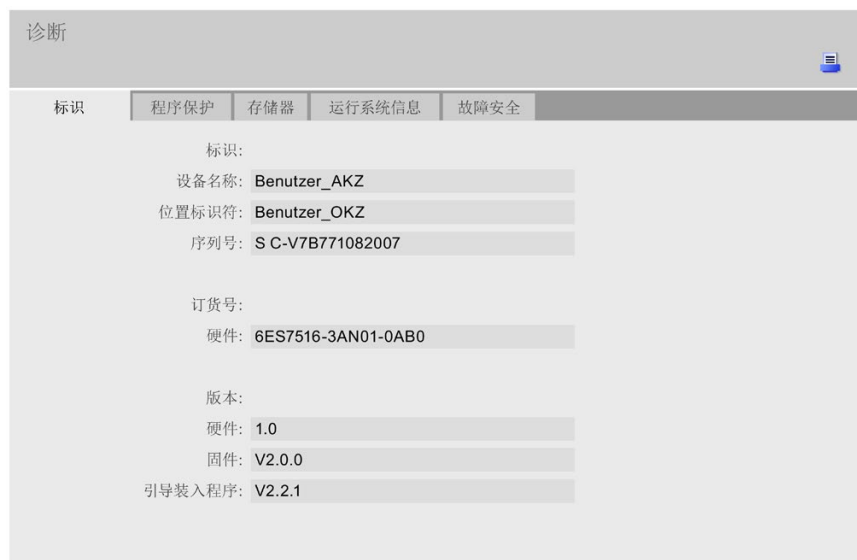 诊断
标识 程序保护 存储器 运行系统信息 故障安全
标识:
设备名称: Benutzer_AKZ
位置标识符: Benutzer_OKZ
序列号: S C-V7B771082007
订货号:
硬件: 6ES7516-3AN01-0AB0
版本:
硬件: 1.0
固件: V2.0.0
引导装入程序: V2.2.1